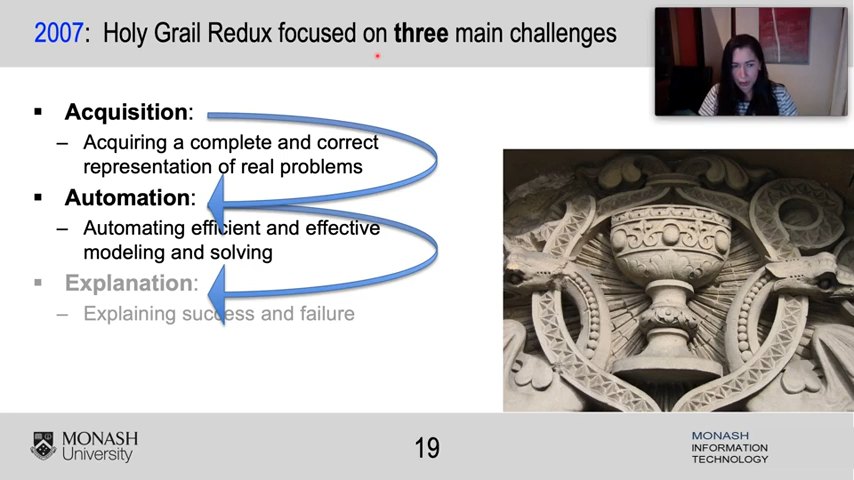 2007: Holy Grail Redux focused on three main challenges
▪ Acquisition:
– Acquiring a complete and correct
representation of real problems
▪ Automation:
– Automating efficient and effective
modeling and solving
▪ Explanation:
– Explaining success and failure
MONASH
University
19
MONASH
INFORMATION
TECHNOLOGY